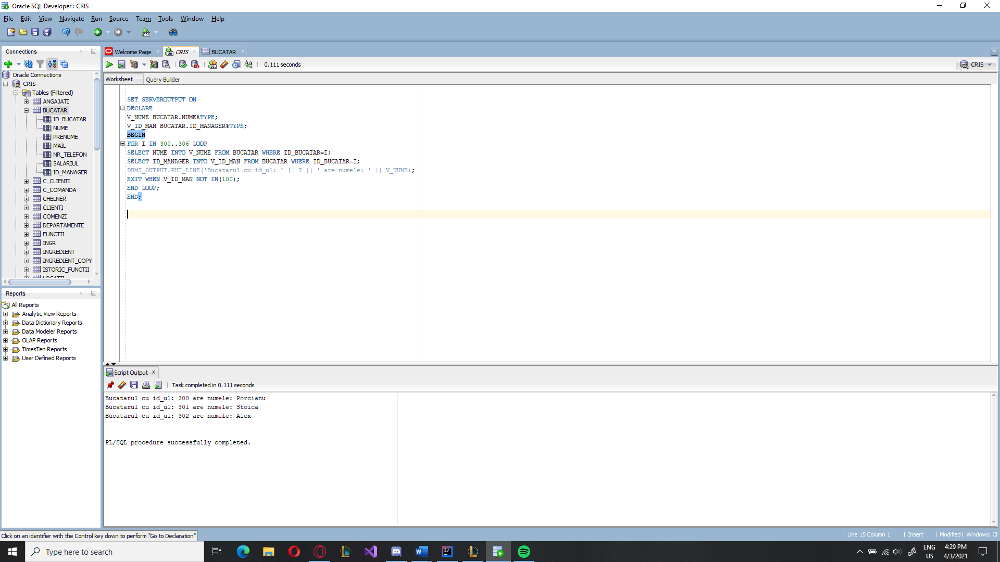 Oracle SQL Developer : CRIS
File Edit View Navigate Run Source Team Tools Window Help
Connections
Oracle Connections
CRIS
Tables (Filtered)
ANGAJATI
BUCATAR
ID_BUCATAR
NUME
PRENUME
MAIL
NR_TELEFON
SALARIUL
ID_MANAGER
C_CLIENTI
C_COMANDA
CHELNER
CLIENTI
COMENZI
DEPARTAMENTE
FUNCTII
INGR
INGREDIENT
INGREDIENT_COPY
ISTORIC_FUNCTII
Reports
All Reports
Analytic View Reports
Data Dictionary Reports
Data Modeler Reports
OLAP Reports
TimesTen Reports
User Defined Reports
Welcome Page CRIS BUCATAR
0.111 seconds
CRIS
Worksheet Query Builder
SET SERVEROUTPUT ON
DECLARE
V_NUME BUCATAR.NUME%TYPE;
V_ID_MAN BUCATAR.ID_MANAGER%TYPE;
BEGIN
FOR I IN 300..306 LOOP
SELECT NUME INTO V_NUME FROM BUCATAR WHERE ID_BUCATAR=I;
SELECT ID_MANAGER INTO V_ID_MAN FROM BUCATAR WHERE ID_BUCATAR=I;
DBMS_OUTPUT.PUT_LINE('Bucatarul cu id_ul: ' || I || ' are numele: ' || V_NUME);
EXIT WHEN V_ID_MAN NOT IN(100);
END LOOP;
END;
Script Output
Task completed in 0.111 seconds
Bucatarul cu id_ul: 300 are numele: Porcianu
Bucatarul cu id_ul: 301 are numele: Stoica
Bucatarul cu id_ul: 302 are numele: Alex
PL/SQL procedure successfully completed.
Click on an identifier with the Control key down to perform "Go to Declaration"
Line 15 Column 1 Insert Modified Windows:
Type here to search
ENG
US
4:29 PM
4/3/2021